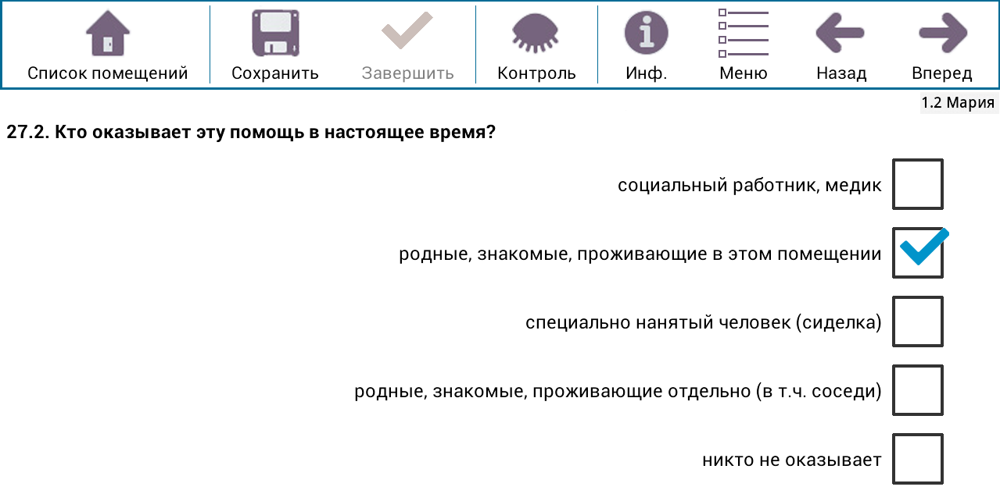 Список помещений
Сохранить
Завершить
Контроль
Инф.
Меню
Назад
Вперед
1.2 Мария
27.2. Кто оказывает эту помощь в настоящее время?
социальный работник, медик
родные, знакомые, проживающие в этом помещении
специально нанятый человек (сиделка)
родные, знакомые, проживающие отдельно (в т.ч. соседи)
никто не оказывает